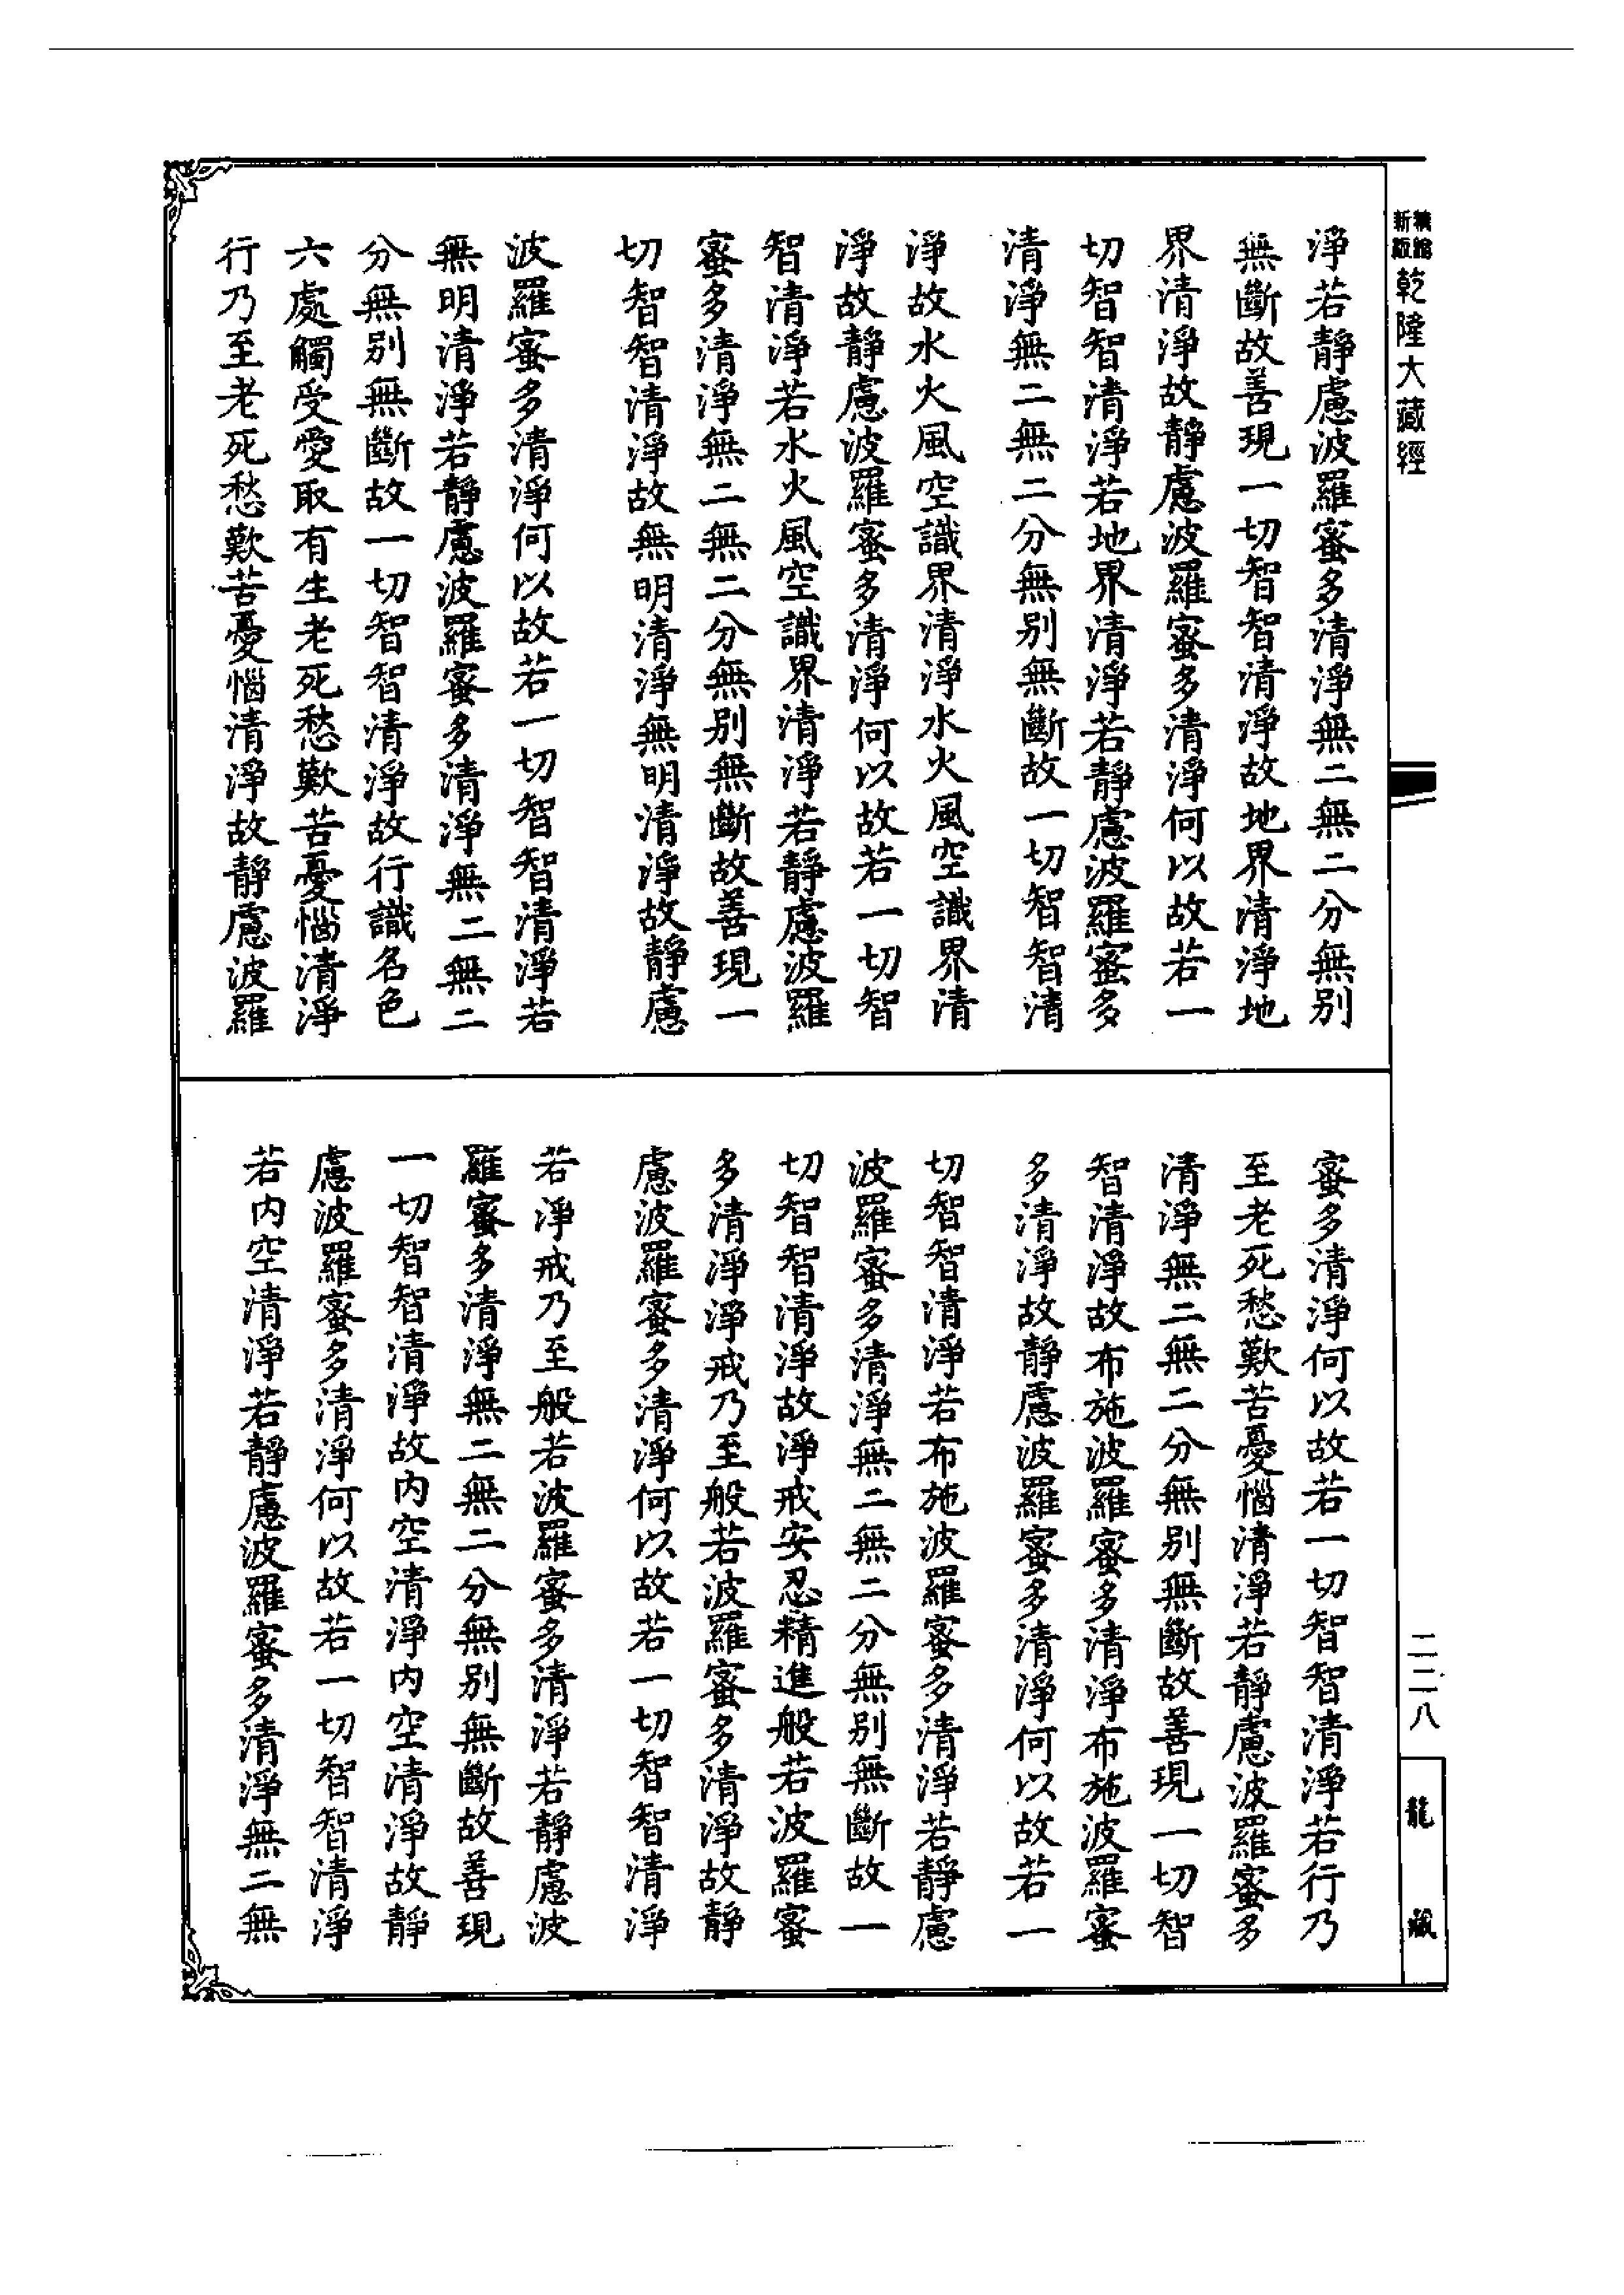 新編縮版乾隆大藏經
淨若靜慮波羅蜜多清淨無二無二分無別
無斷故善現一切智智清淨故地界清淨地
界清淨故靜慮波羅蜜多清淨何以故若一
切智智清淨若地界清淨若靜慮波羅蜜多
清淨無二無二分無別無斷故一切智智清
淨故水火風空識界清淨水火風空識界清
淨故靜慮波羅蜜多清淨何以故若一切智
智清淨若水火風空識界清淨若靜慮波羅
蜜多清淨無二無二分無別無斷故善現一
切智智清淨故無明清淨無明清淨故靜慮
波羅蜜多清淨何以故若一切智智清淨若
無明清淨若靜慮波羅蜜多清淨無二無二
分無別無斷故一切智智清淨故行識名色
六處觸受愛取有生老死愁歎苦憂惱清淨
行乃至老死愁歎苦憂惱清淨故靜慮波羅
蜜多清淨何以故若一切智智清淨若行乃
至老死愁歎苦憂惱清淨若靜慮波羅蜜多
清淨無二無二分無別無斷故善現一切智
智清淨故布施波羅蜜多清淨布施波羅蜜
多清淨故靜慮波羅蜜多清淨何以故若一
切智智清淨若布施波羅蜜多清淨若靜慮
波羅蜜多清淨無二無二分無別無斷故一
切智智清淨故淨戒安忍精進般若波羅蜜
多清淨淨戒乃至般若波羅蜜多清淨故靜
慮波羅蜜多清淨何以故若一切智智清淨
若淨戒乃至般若波羅蜜多清淨若靜慮波
羅蜜多清淨無二無二分無別無斷故善現
一切智智清淨故內空清淨內空清淨故靜
慮波羅蜜多清淨何以故若一切智智清淨
若內空清淨若靜慮波羅蜜多清淨無二無
二二八
龍藏